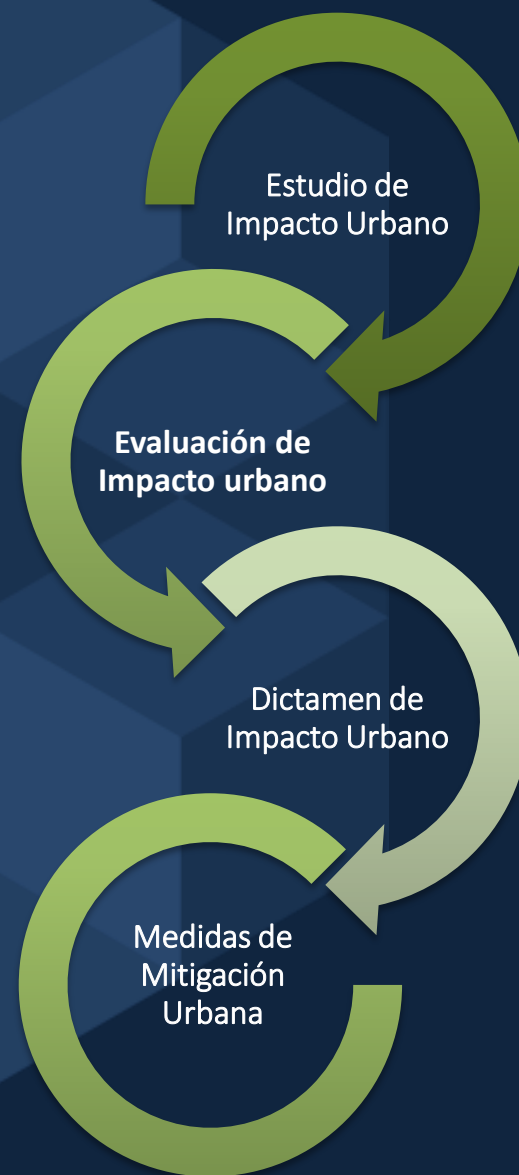 Estudio de
Impacto Urbano
Evaluación de
Impacto urbano
Dictamen de
Impacto Urbano
Medidas de
Mitigación
Urbana